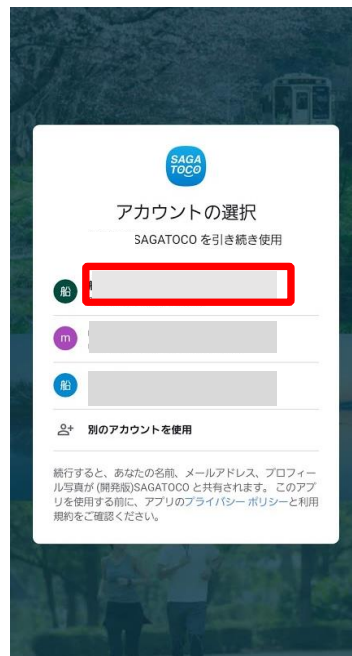 SAGA
TOCO
アカウントの選択
SAGATOCO を引き続き使用
船
m
船
別のアカウントを使用
続行すると、あなたの名前、メールアドレス、プロフィー
ル写真が (開発版)SAGATOCO と共有されます。 このアプ
リを使用する前に、アプリのプライバシー ポリシーと利用
規約をご確認ください。